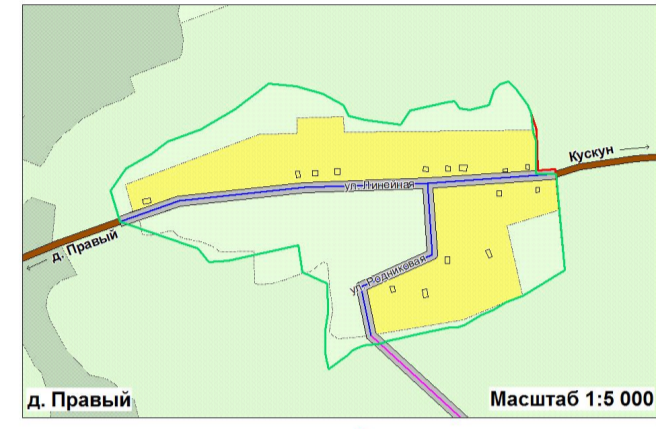 Кускун
ул. Линейная
д. Правый
ул. Родниковая
д. Правый
Масштаб 1:5 000